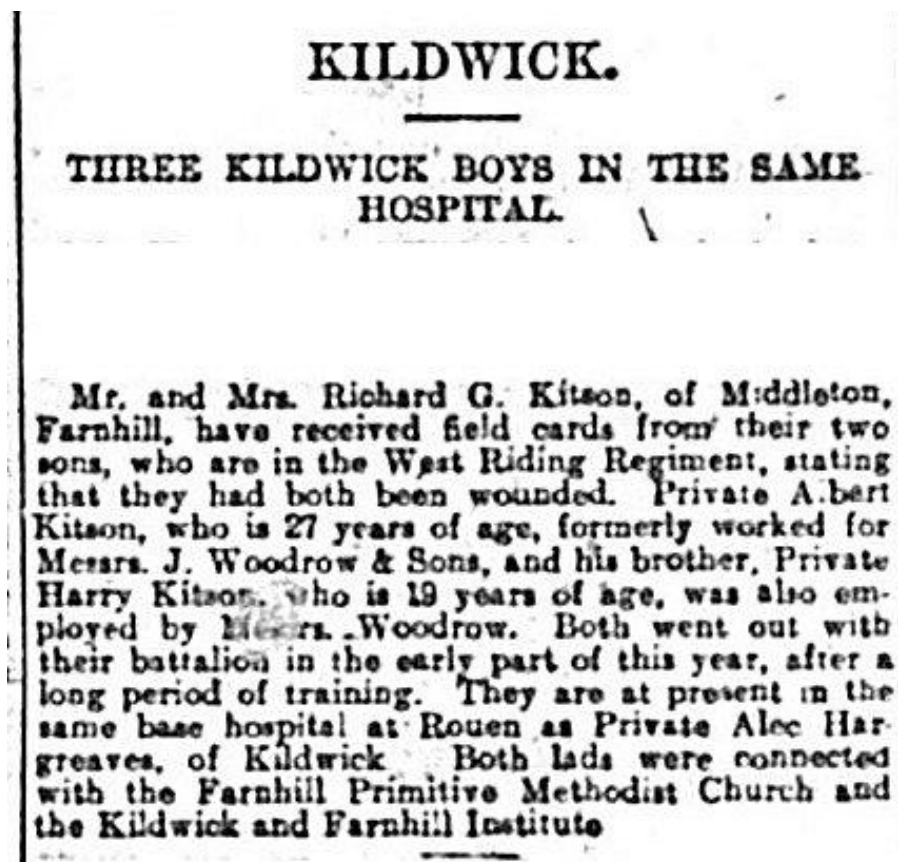 KILDWICK.
THREE KILDWICK BOYS IN THE SAME
HOSPITAL.
Mr. and Mrs. Richard G. Kitson, of Middleton,
Farnhill, have received field cards from their two
sons, who are in the West Riding Regiment, stating
that they had both been wounded. Private Albert
Kitson, who is 27 years of age, formerly worked for
Messrs. J. Woodrow & Sons, and his brother, Private
Harry Kitson, who is 19 years of age, was also em-
ployed by Messrs. Woodrow. Both went out with
their battalion in the early part of this year, after a
long period of training. They are at present in the
same base hospital at Rouen as Private Alec Har-
greaves, of Kildwick. Both lads were connected
with the Farnhill Primitive Methodist Church and
the Kildwick and Farnhill Institute